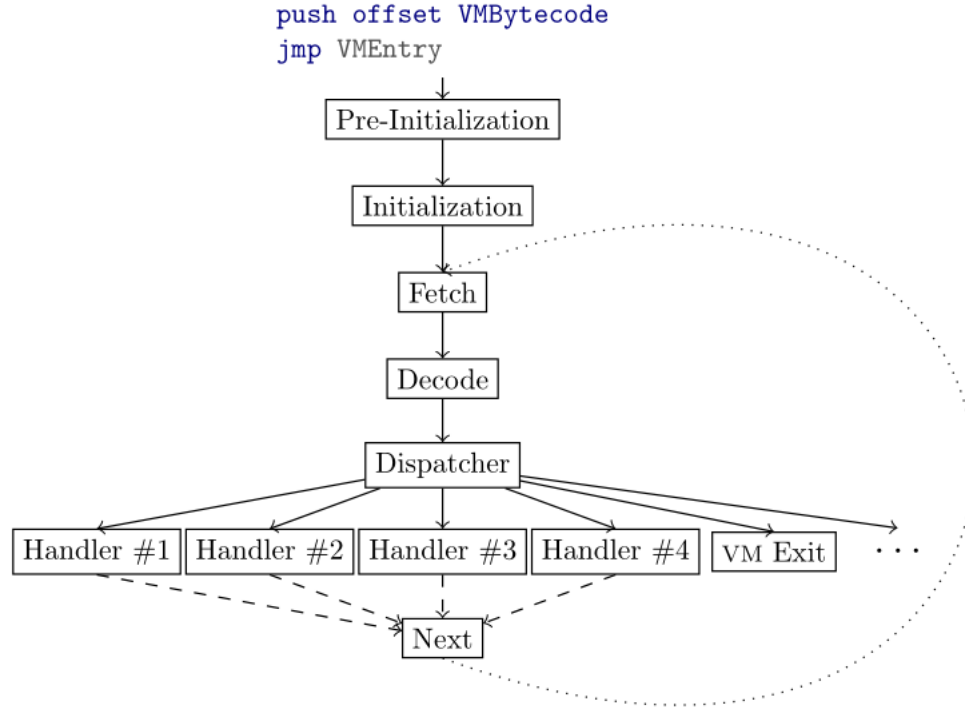 push offset VMBytecode
jmp VMEntry
Pre-Initialization
Initialization
Fetch
Decode
Dispatcher
Handler #1
Handler #2
Handler #3
Handler #4
VM Exit
...
Next